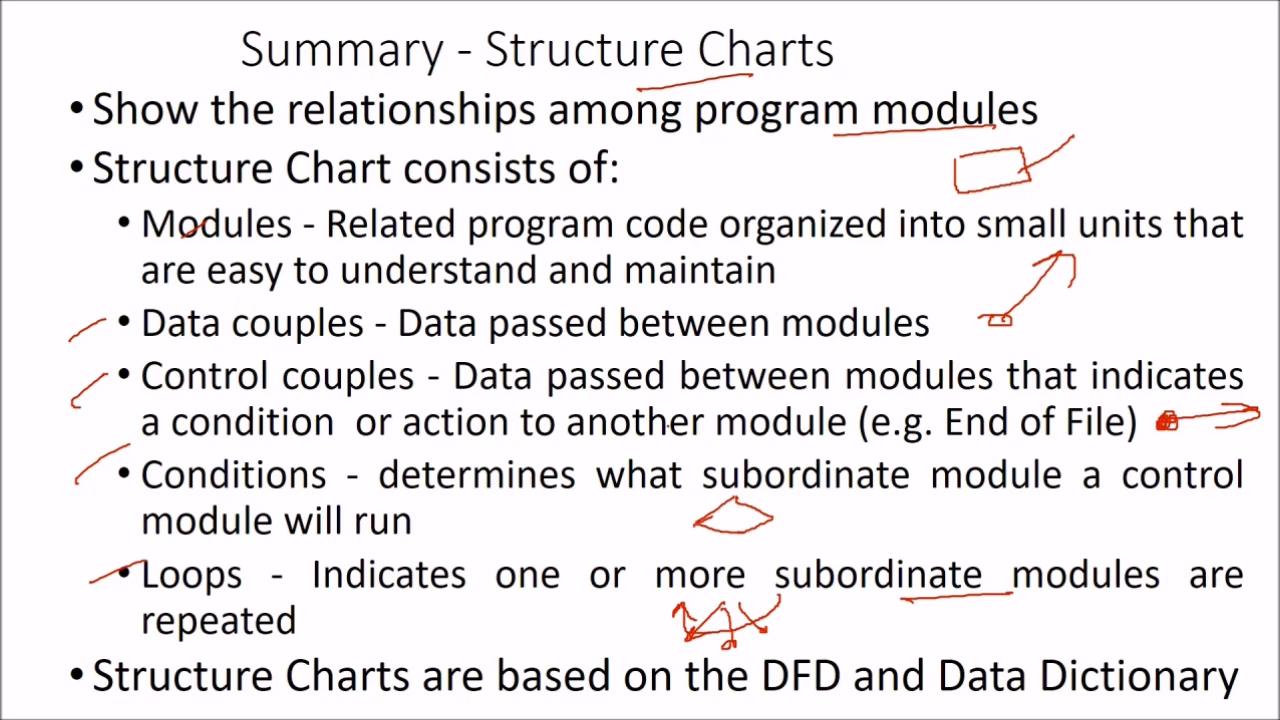 Summary - Structure Charts
• Show the relationships among program modules
• Structure Chart consists of:
• Modules - Related program code organized into small units that
are easy to understand and maintain
• Data couples - Data passed between modules
• Control couples - Data passed between modules that indicates
a condition or action to another module (e.g. End of File)
• Conditions - determines what subordinate module a control
module will run
• Loops - Indicates one or more subordinate modules are
repeated
• Structure Charts are based on the DFD and Data Dictionary